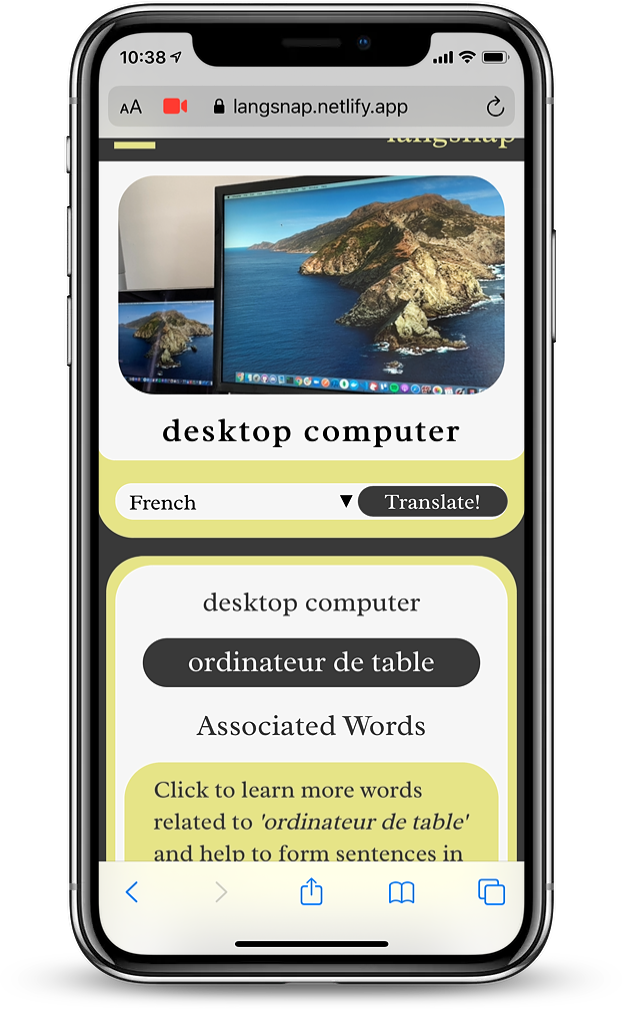 10:38
AA langsnap.netlify.app
langsnap
desktop computer
French ▼ Translate!
desktop computer
ordinateur de table
Associated Words
Click to learn more words
related to 'ordinateur de table'
and help to form sentences in